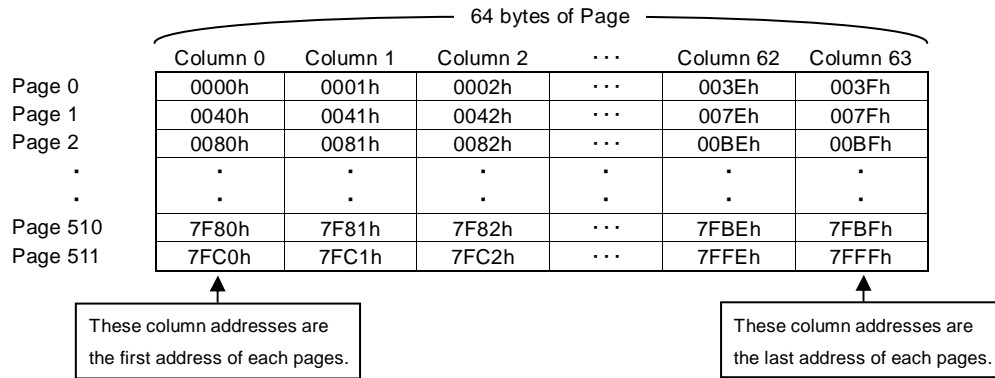 64 bytes of Page
Column 0 Column 1 Column 2 ··· Column 62 Column 63
Page 0 0000h 0001h 0002h ··· 003Eh 003Fh
Page 1 0040h 0041h 0042h ··· 007Eh 007Fh
Page 2 0080h 0081h 0082h ··· 00BEh 00BFh
· · · · · · ·
· · · · · · ·
Page 510 7F80h 7F81h 7F82h ··· 7FBEh 7FBFh
Page 511 7FC0h 7FC1h 7FC2h ··· 7FFEh 7FFFh
These column addresses are
the first address of each pages.
These column addresses are
the last address of each pages.